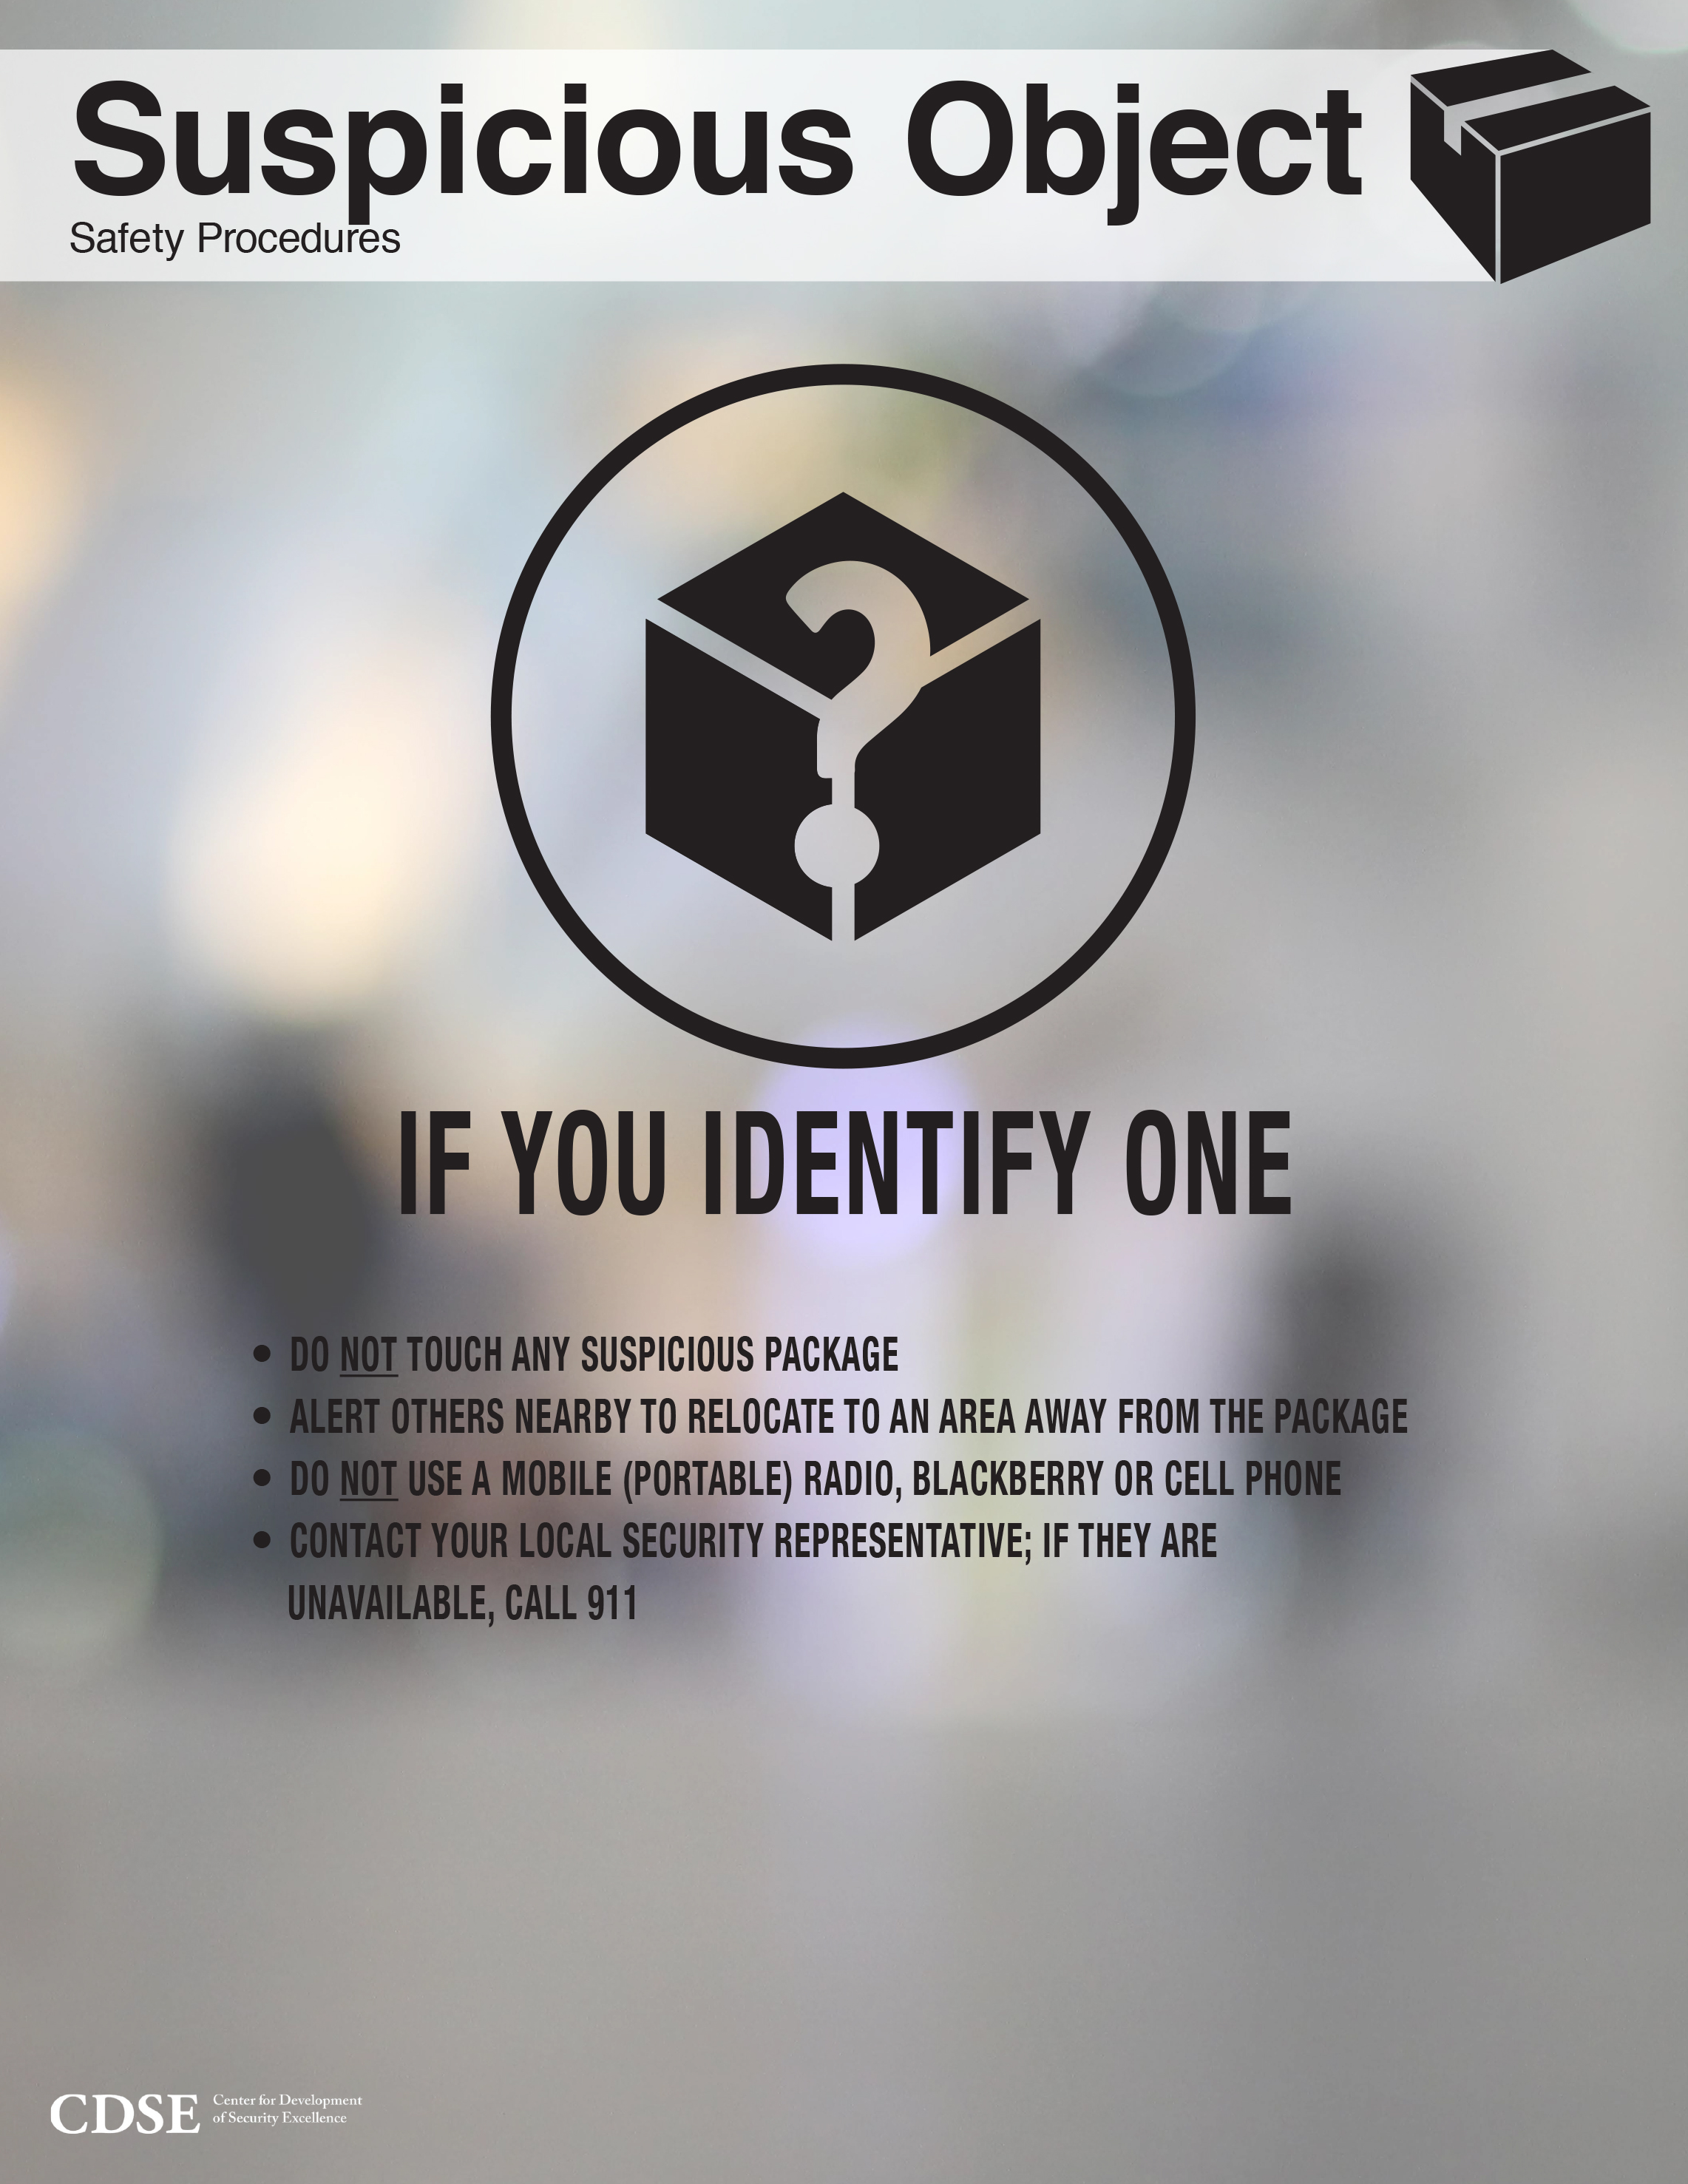 Suspicious Object
Safety Procedures
?
IF YOU IDENTIFY ONE
• DO NOT TOUCH ANY SUSPICIOUS PACKAGE
• ALERT OTHERS NEARBY TO RELOCATE TO AN AREA AWAY FROM THE PACKAGE
• DO NOT USE A MOBILE (PORTABLE) RADIO, BLACKBERRY OR CELL PHONE
• CONTACT YOUR LOCAL SECURITY REPRESENTATIVE; IF THEY ARE
UNAVAILABLE, CALL 911
CDSE Center for Development
of Security Excellence